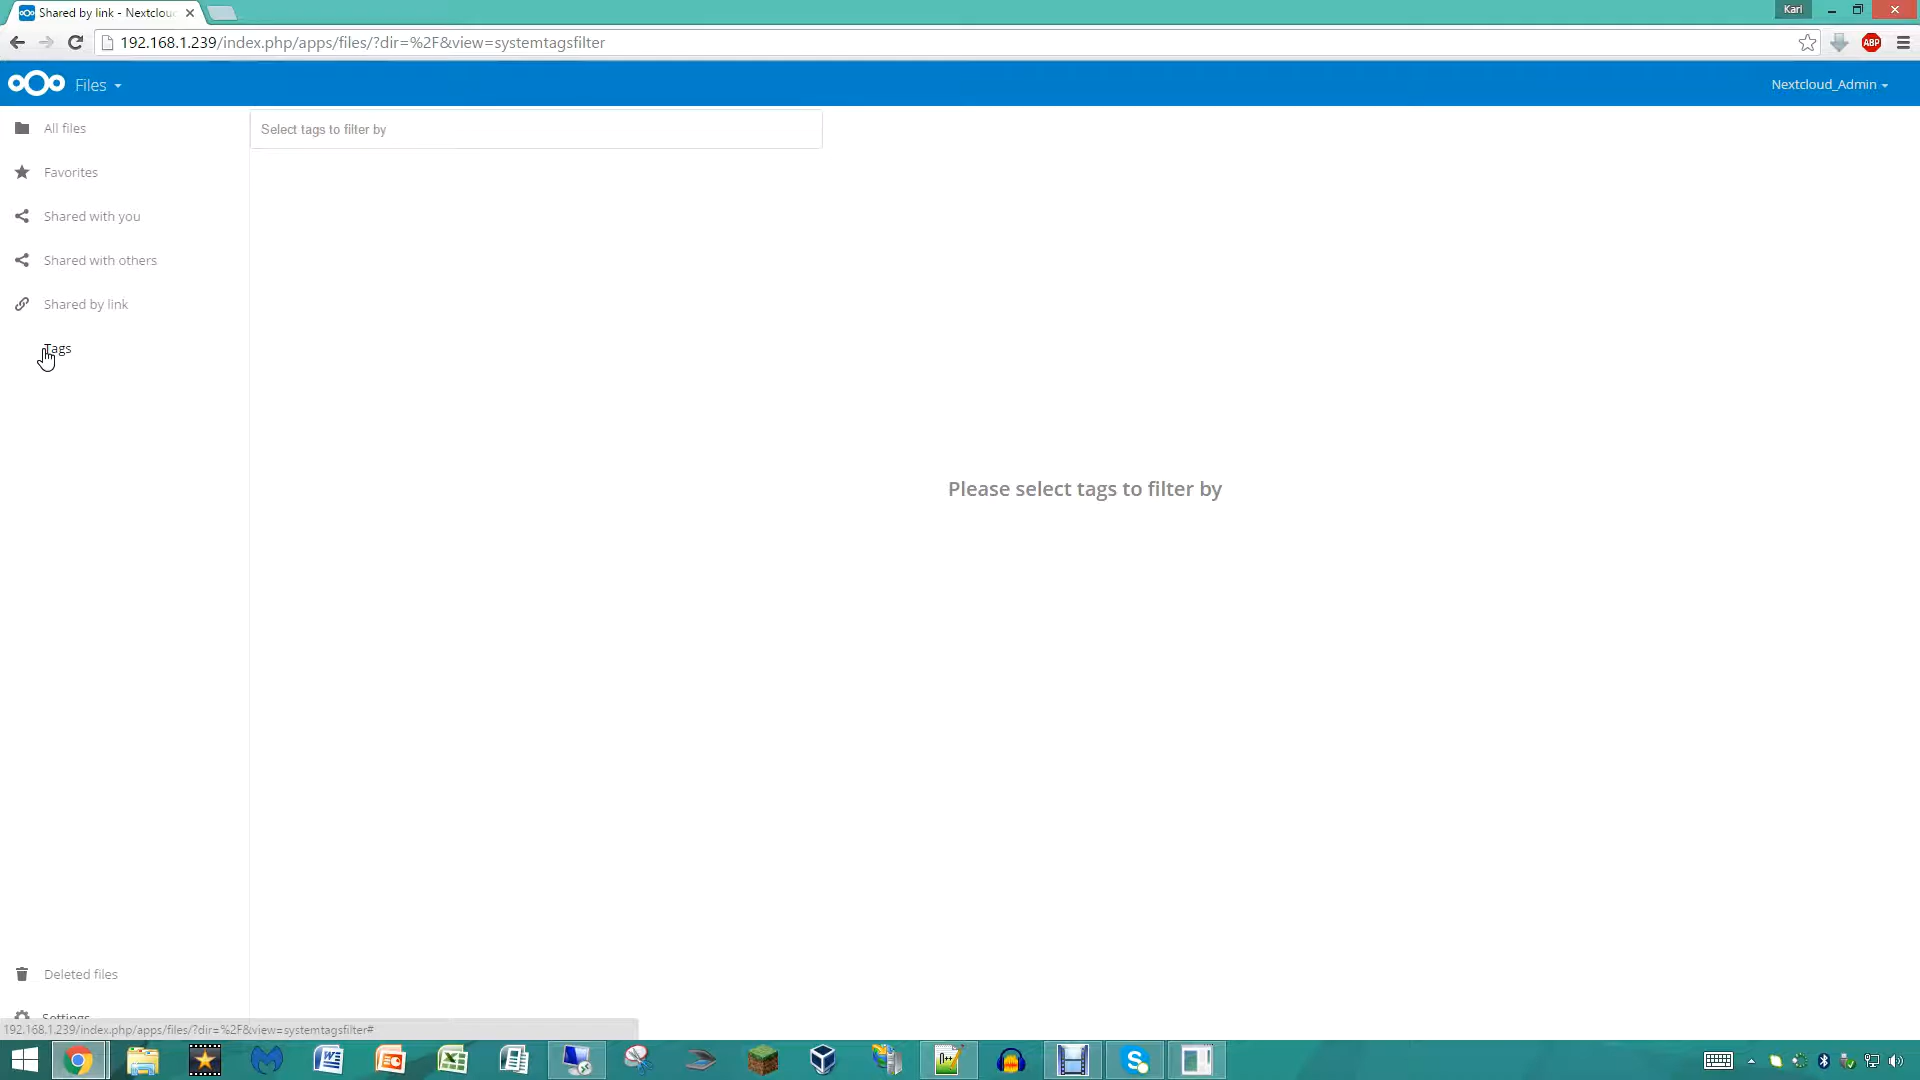 Shared by link - Nextclou
Karl
192.168.1.239/index.php/apps/files/?dir=%2F&view=systemtagsfilter
ABP
Files
Nextcloud_Admin
All files
Select tags to filter by
Favorites
Shared with you
Shared with others
Shared by link
Tags
Please select tags to filter by
Deleted files
Settings
192.168.1.239/index.php/apps/files/?dir=%2F&view=systemtagsfilter#